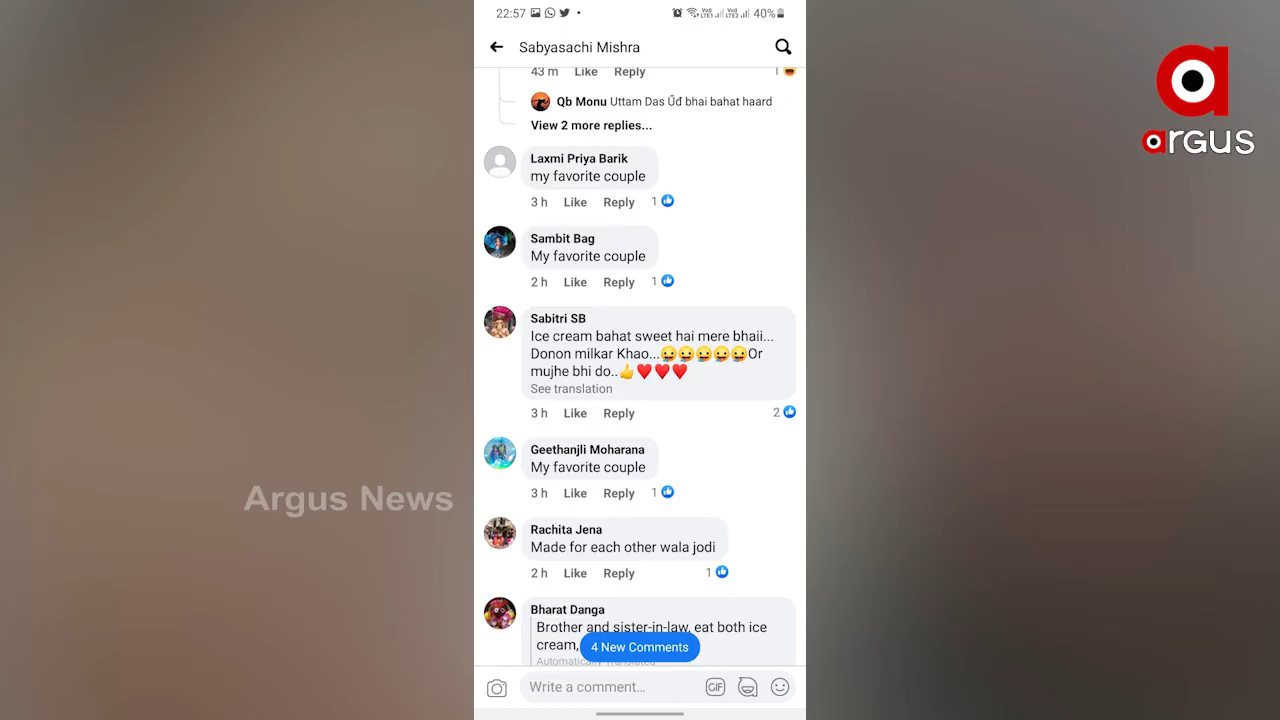 22:57
40%
Sabyasachi Mishra
43 m Like Reply 1
Qb Monu Uttam Das Űđ bhai bahat haard
View 2 more replies...
Laxmi Priya Barik
my favorite couple
3 h Like Reply 1
Sambit Bag
My favorite couple
2 h Like Reply 1
Sabitri SB
Ice cream bahat sweet hai mere bhaii...
Donon milkar Khao...😜😜😜😜😜Or
mujhe bhi do..👍❤️❤️❤️
See translation
3 h Like Reply 2
Geethanjli Moharana
My favorite couple
3 h Like Reply 1
Rachita Jena
Made for each other wala jodi
2 h Like Reply 1
Bharat Danga
Brother and sister-in-law, eat both ice
cream,
4 New Comments
Automatically Translated
Write a comment...
GIF
argus
Argus News